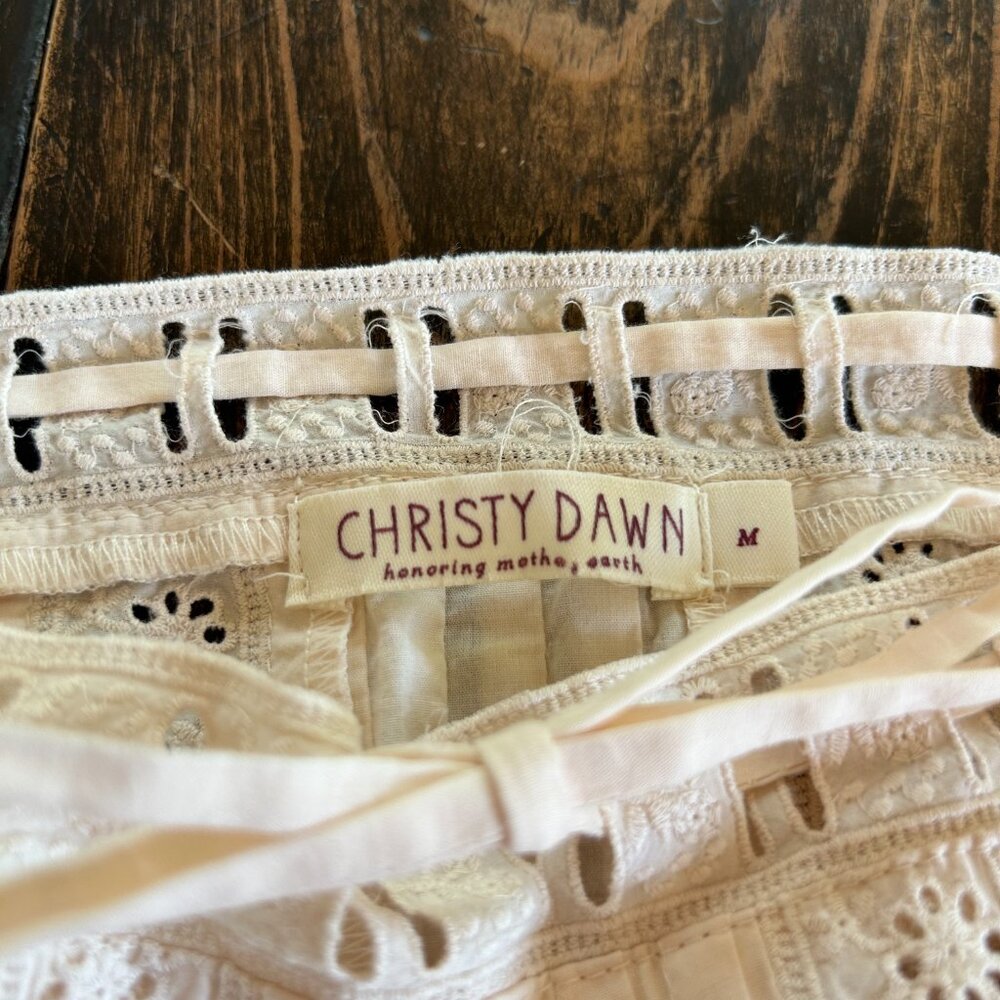 CHRISTY DAWN
honoring mother earth
M